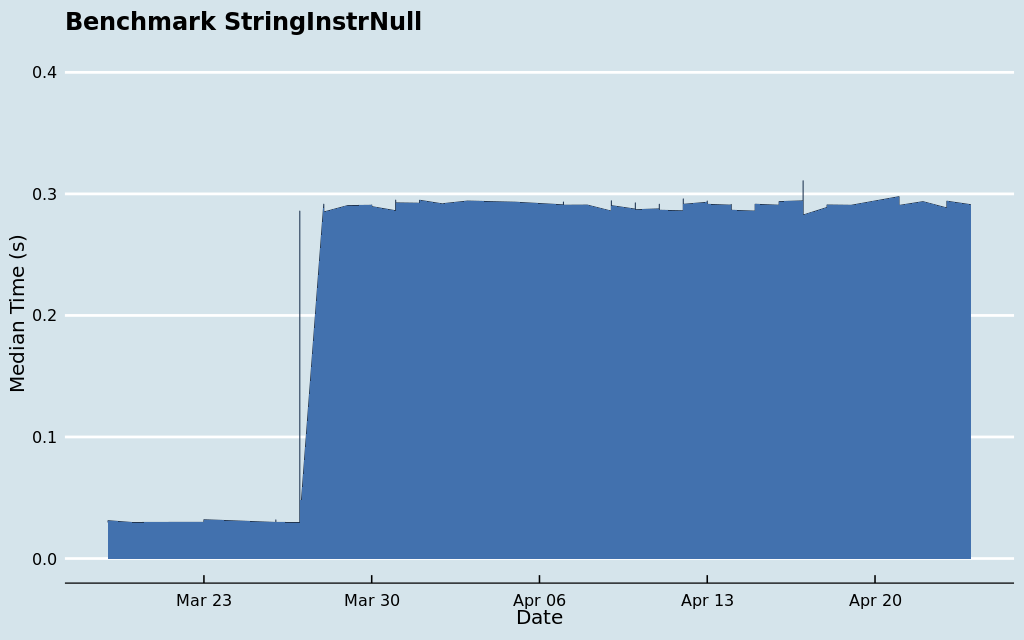 Benchmark StringInstrNull
Median Time (s)
0.4
0.3
0.2
0.1
0.0
Mar 23 Mar 30 Apr 06 Apr 13 Apr 20
Date